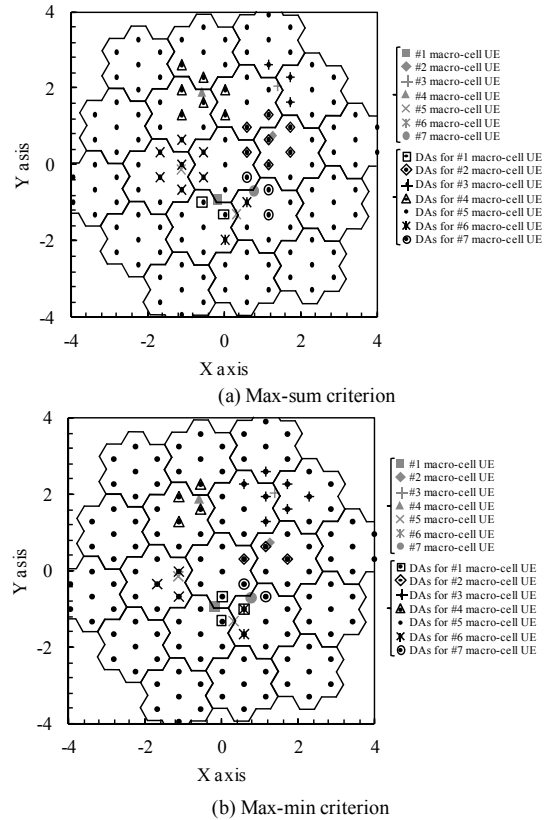 4
2
0
-2
-4
-4 -2 0 2 4
Y axis
X axis
#1 macro-cell UE
#2 macro-cell UE
#3 macro-cell UE
#4 macro-cell UE
#5 macro-cell UE
#6 macro-cell UE
#7 macro-cell UE
DAs for #1 macro-cell UE
DAs for #2 macro-cell UE
DAs for #3 macro-cell UE
DAs for #4 macro-cell UE
DAs for #5 macro-cell UE
DAs for #6 macro-cell UE
DAs for #7 macro-cell UE
(a) Max-sum criterion
4
2
0
-2
-4
-4 -2 0 2 4
Y axis
X axis
#1 macro-cell UE
#2 macro-cell UE
#3 macro-cell UE
#4 macro-cell UE
#5 macro-cell UE
#6 macro-cell UE
#7 macro-cell UE
DAs for #1 macro-cell UE
DAs for #2 macro-cell UE
DAs for #3 macro-cell UE
DAs for #4 macro-cell UE
DAs for #5 macro-cell UE
DAs for #6 macro-cell UE
DAs for #7 macro-cell UE
(b) Max-min criterion